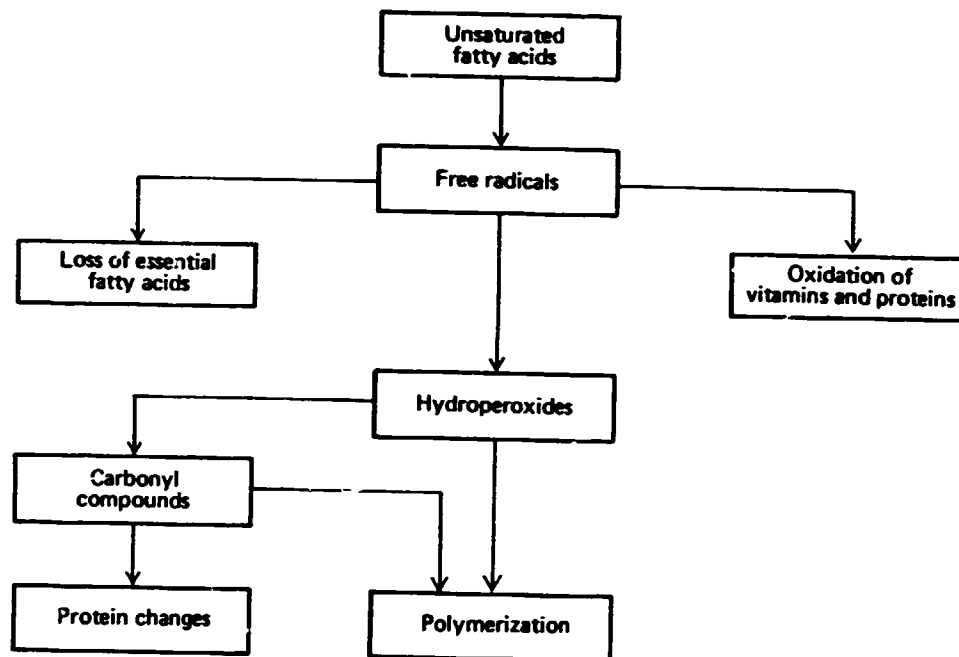 Unsaturated
fatty acids
Free radicals
Loss of essential
fatty acids
Oxidation of
vitamins and proteins
Hydroperoxides
Carbonyl
compounds
Protein changes
Polymerization